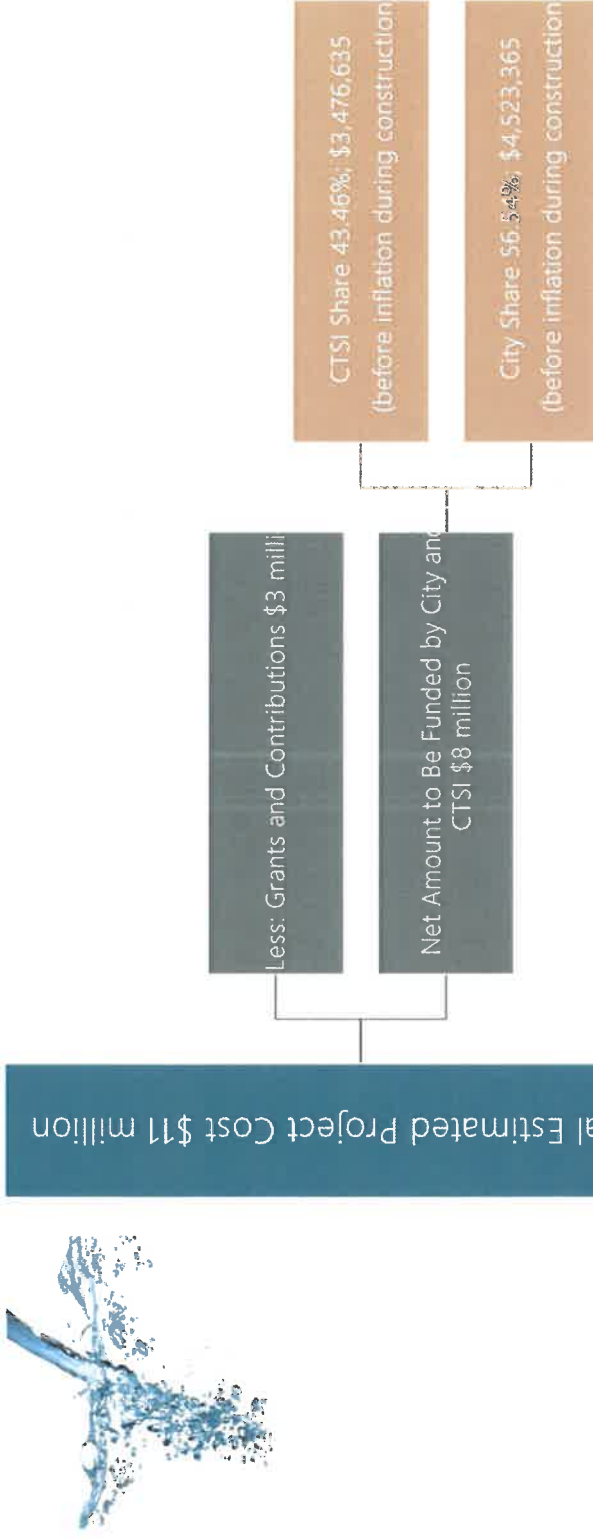 al Estimated Project Cost $11 million
Less: Grants and Contributions $3 milli
Net Amount to Be Funded by City and
CTSI $8 million
CTSI Share 43.46%; $3,476,635
(before inflation during construction
City Share 56.54%; $4,523,365
(before inflation during construction